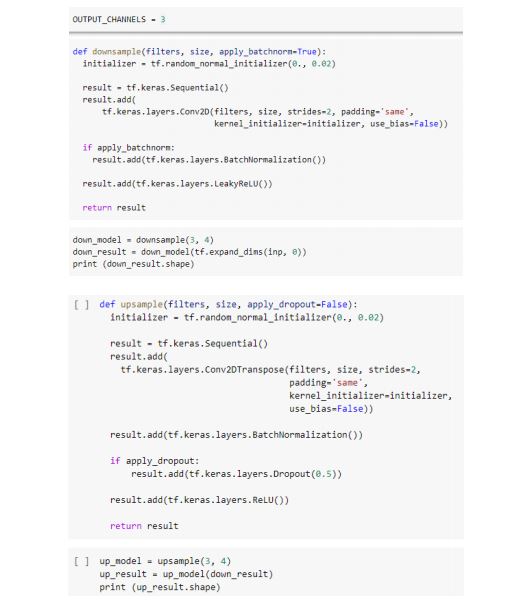 OUTPUT_CHANNELS = 3
def downsample(filters, size, apply_batchnorm=True):
  initializer = tf.random_normal_initializer(0., 0.02)
  result = tf.keras.Sequential()
  result.add(
      tf.keras.layers.Conv2D(filters, size, strides=2, padding='same',
                             kernel_initializer=initializer, use_bias=False))
  if apply_batchnorm:
    result.add(tf.keras.layers.BatchNormalization())
  result.add(tf.keras.layers.LeakyReLU())
  return result
down_model = downsample(3, 4)
down_result = down_model(tf.expand_dims(inp, 0))
print (down_result.shape)
[ ] def upsample(filters, size, apply_dropout=False):
  initializer = tf.random_normal_initializer(0., 0.02)
  result = tf.keras.Sequential()
  result.add(
    tf.keras.layers.Conv2DTranspose(filters, size, strides=2,
                                    padding='same',
                                    kernel_initializer=initializer,
                                    use_bias=False))
  result.add(tf.keras.layers.BatchNormalization())
  if apply_dropout:
      result.add(tf.keras.layers.Dropout(0.5))
  result.add(tf.keras.layers.ReLU())
  return result
[ ] up_model = upsample(3, 4)
up_result = up_model(down_result)
print (up_result.shape)